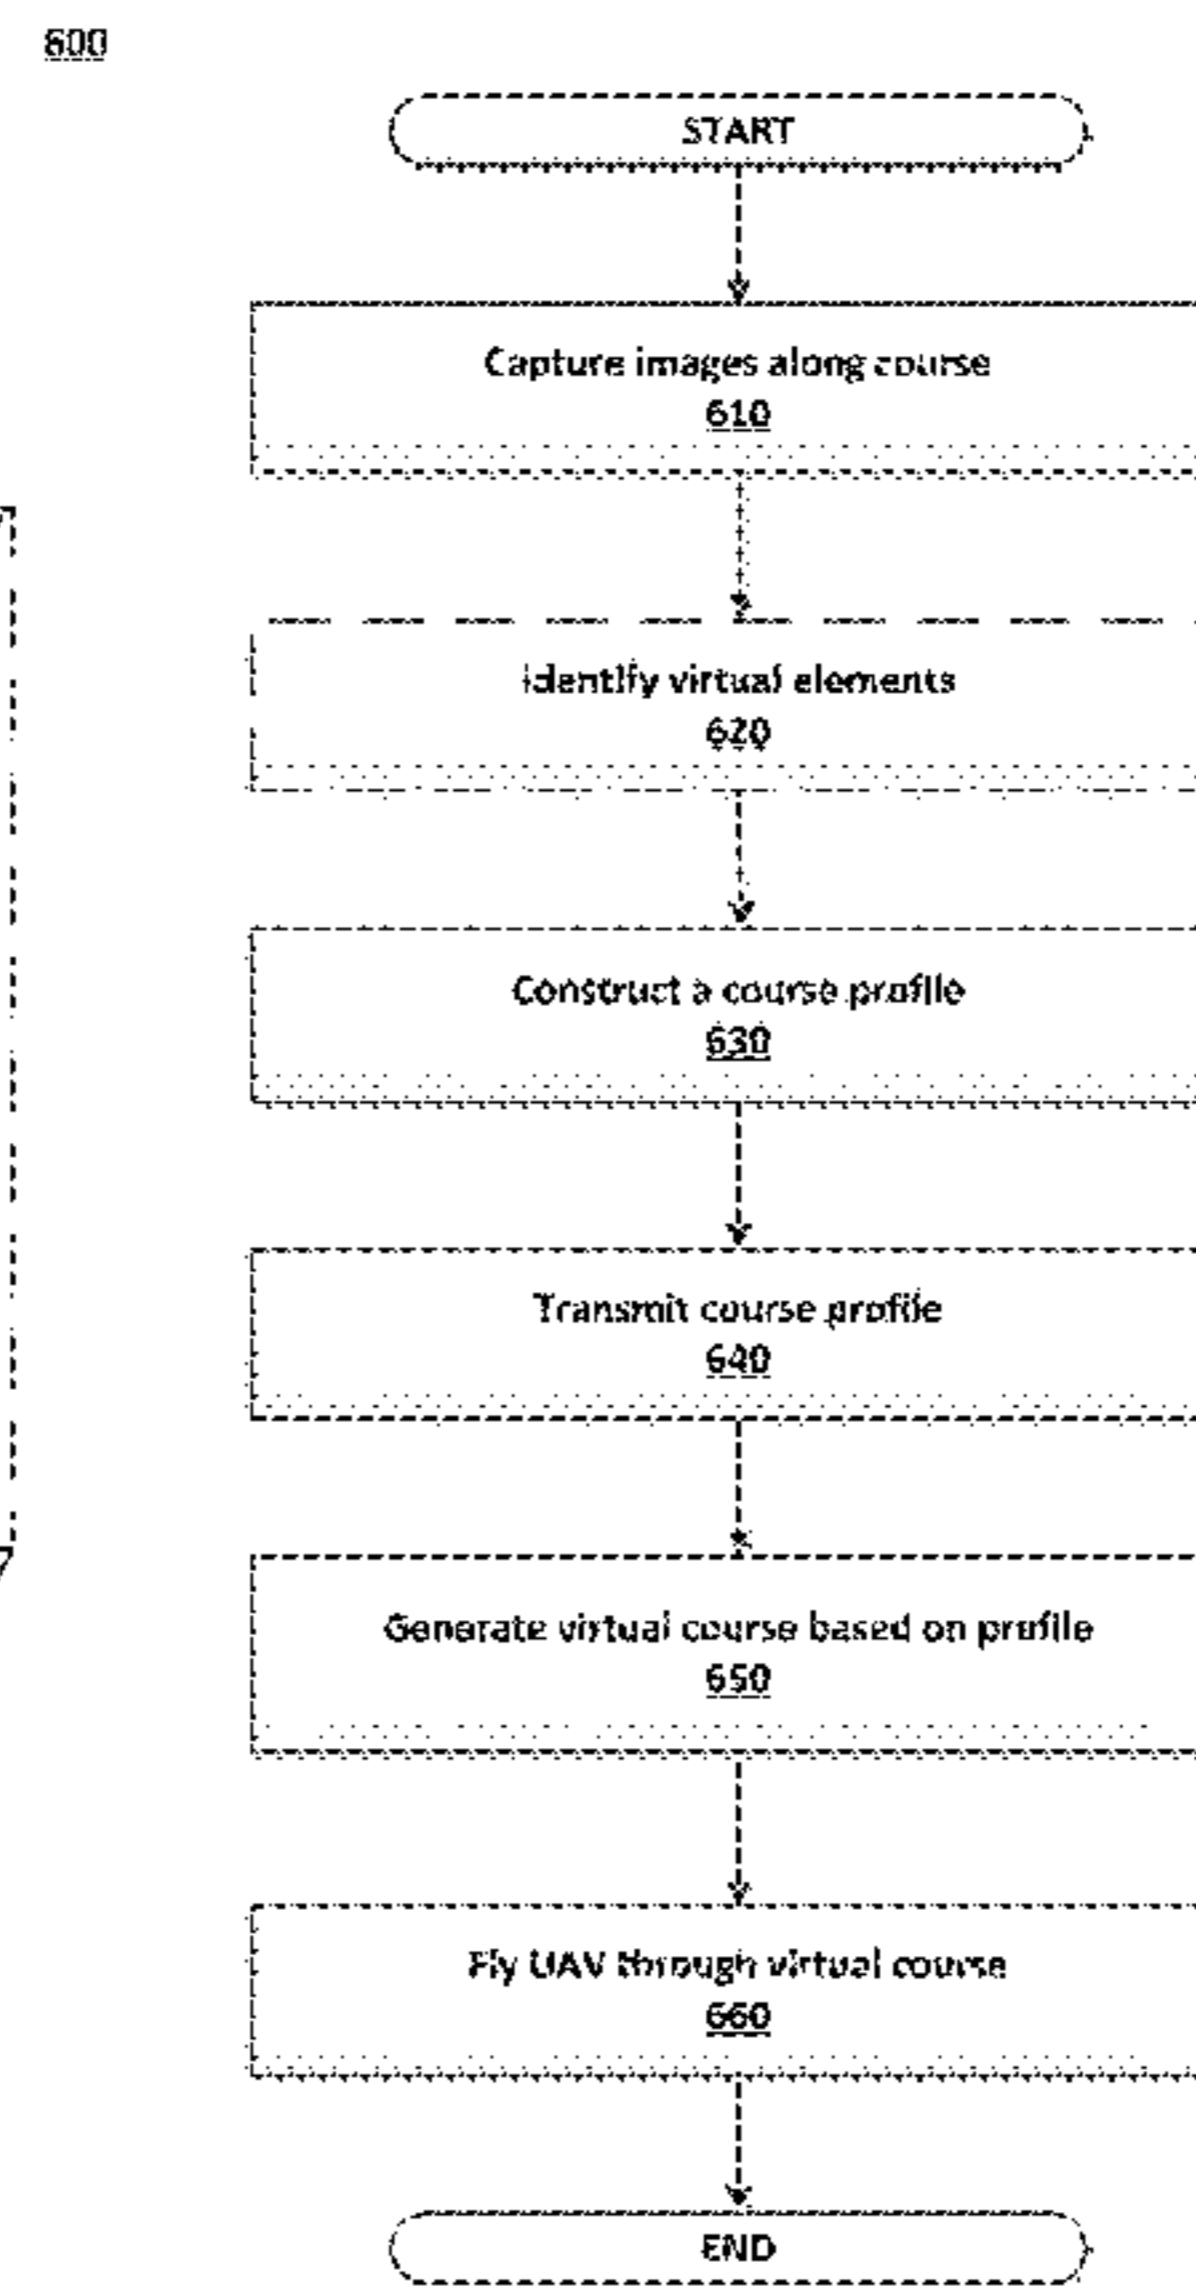 600
START
Capture images along course
610
Identify virtual elements
620
Construct a course profile
630
Transmit course profile
640
Generate virtual course based on profile
650
Fly UAV through virtual course
660
END